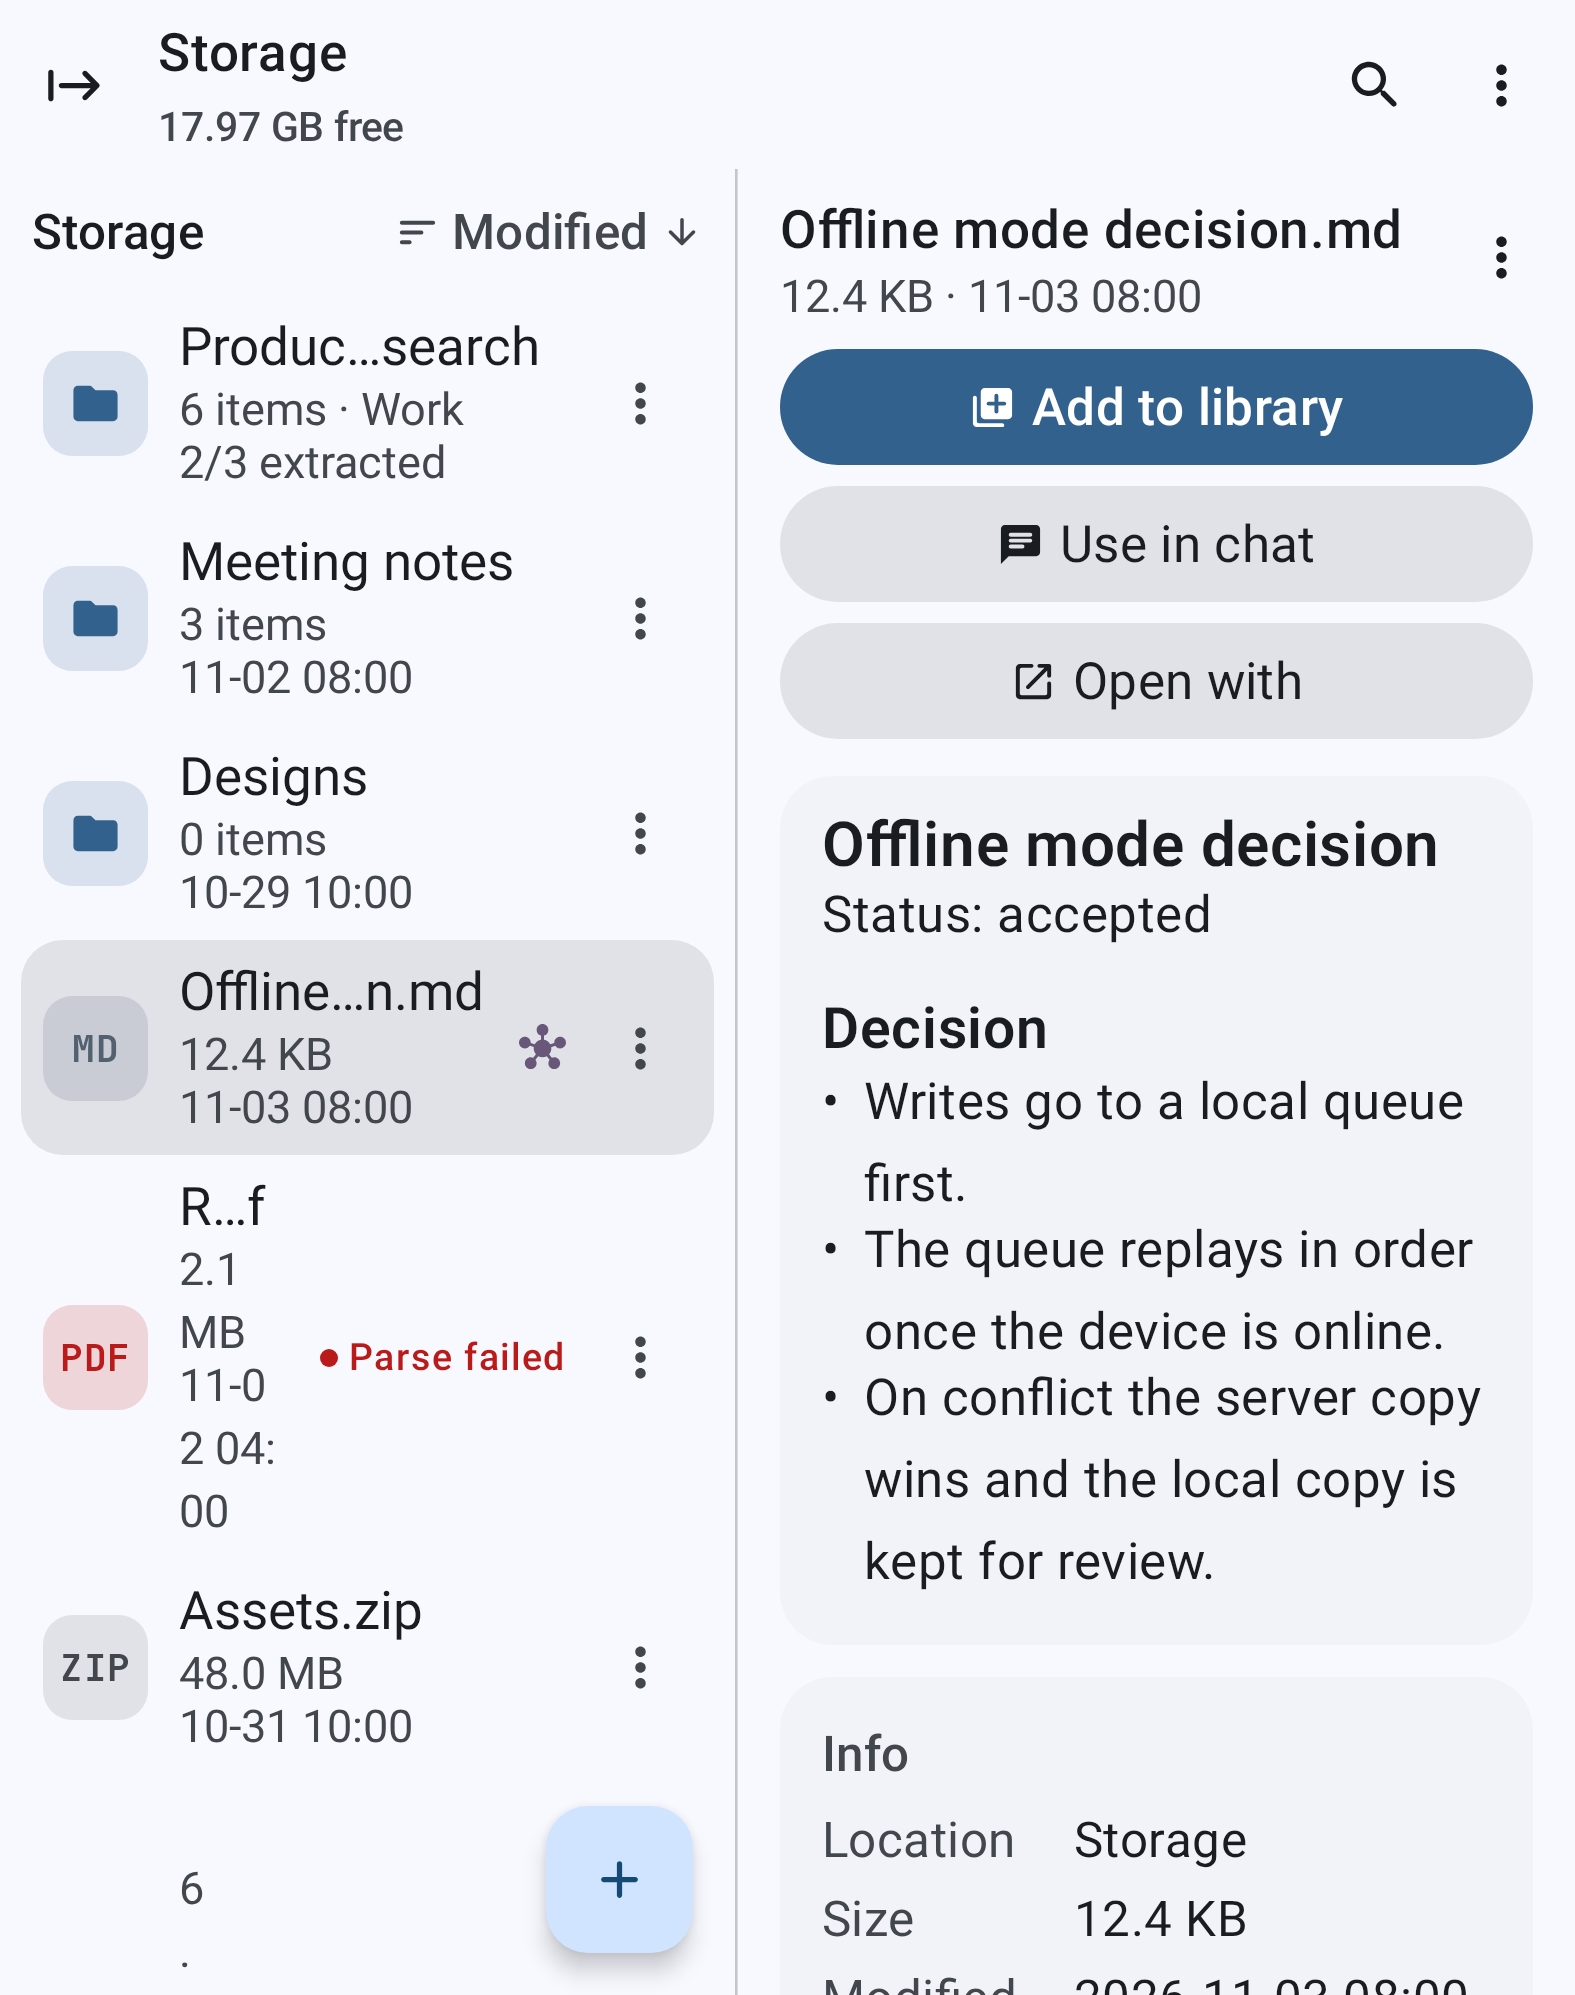 Storage
17.97 GB free
Storage
Modified
Produc…search
6 items · Work
2/3 extracted
Meeting notes
3 items
11-02 08:00
Designs
0 items
10-29 10:00
MD
Offline…n.md
12.4 KB
11-03 08:00
R…f
2.1
MB
11-0
2 04:
00
PDF
Parse failed
Assets.zip
ZIP
48.0 MB
10-31 10:00
6
.
Offline mode decision.md
12.4 KB · 11-03 08:00
Add to library
Use in chat
Open with
Offline mode decision
Status: accepted
Decision
• Writes go to a local queue
first.
• The queue replays in order
once the device is online.
• On conflict the server copy
wins and the local copy is
kept for review.
Info
Location Storage
Size 12.4 KB
Modified 2026-11-03 08:00